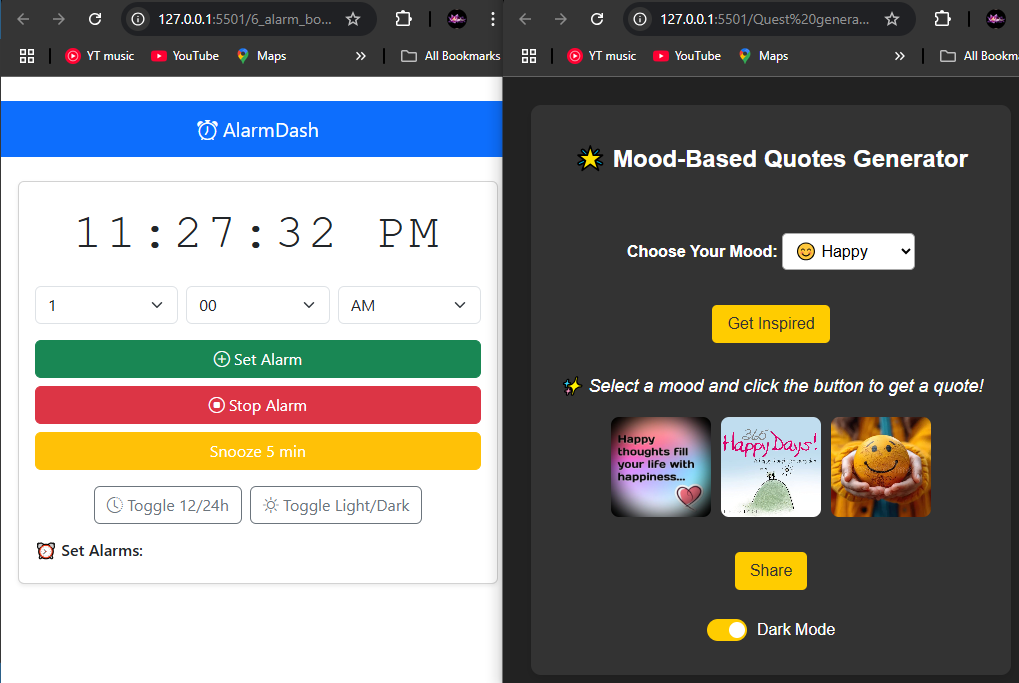 127.0.0.1:5501/6_alarm_bo...
YT music YouTube Maps » All Bookmarks
⏰ AlarmDash
11:27:32 PM
1 00 AM
Set Alarm
Stop Alarm
Snooze 5 min
Toggle 12/24h Toggle Light/Dark
⏰ Set Alarms:
127.0.0.1:5501/Quest%20genera...
YT music YouTube Maps » All Bookm
🌟 Mood-Based Quotes Generator
Choose Your Mood: 😊 Happy
Get Inspired
✨ Select a mood and click the button to get a quote!
Happy
thoughts fill
your life with
happiness...
365
Happy Days!
Share
Dark Mode